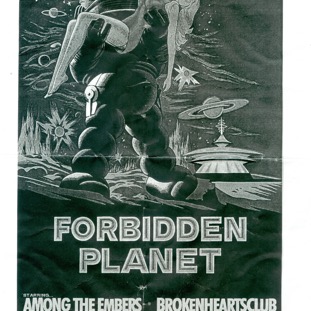 FORBIDDEN
PLANET
STARRING...
AMONG THE EMBERS BROKENHEARTSCLUB